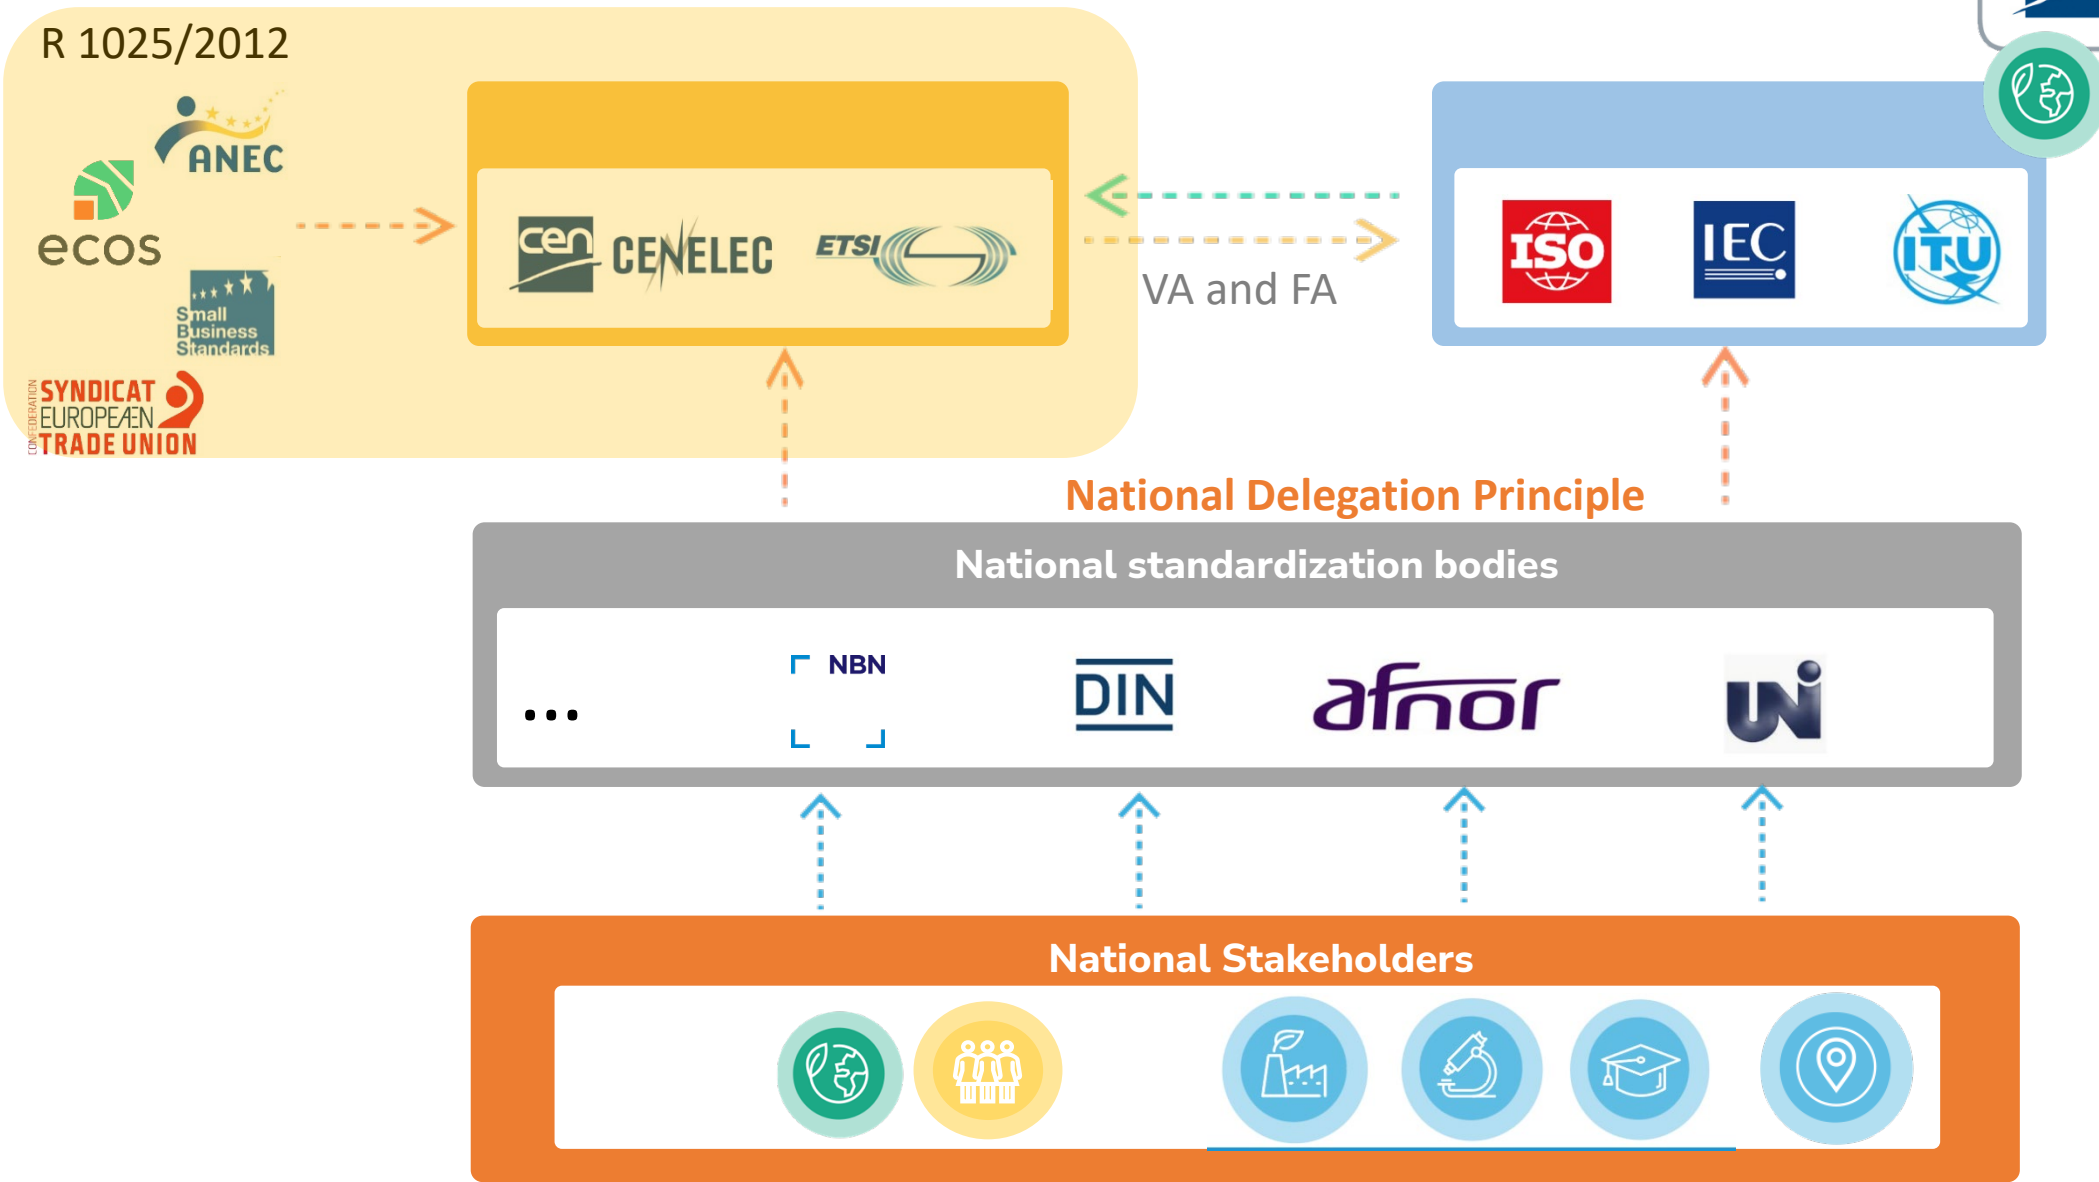 R 1025/2012
ANEC
ecos
Small
Business
Standards
CONFEDERATION
SYNDICAT
EUROPEÆN
TRADE UNION
cen
CENELEC
ETSI
VA and FA
ISO
IEC
ITU
National Delegation Principle
National standardization bodies
...
NBN
DIN
afnor
UNI
National Stakeholders